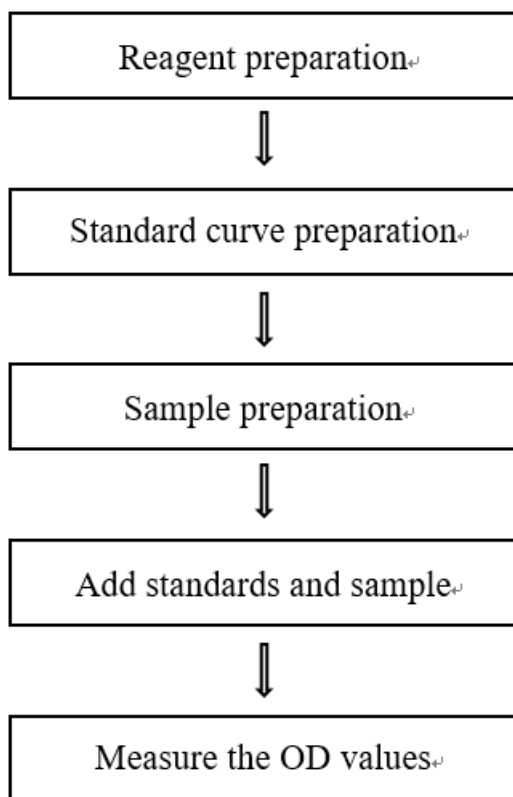 Reagent preparation
Standard curve preparation
Sample preparation
Add standards and sample
Measure the OD values